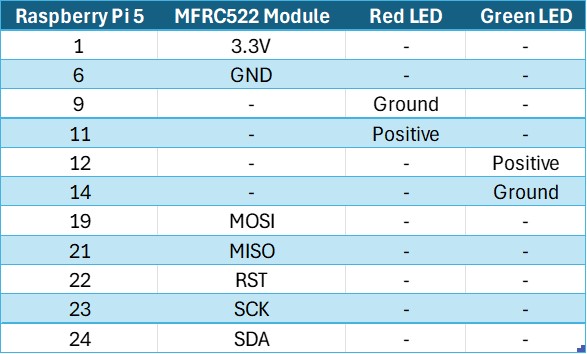 Raspberry Pi 5 MFRC522 Module Red LED Green LED
1 3.3V - -
6 GND - -
9 - Ground -
11 - Positive -
12 - - Positive
14 - - Ground
19 MOSI - -
21 MISO - -
22 RST - -
23 SCK - -
24 SDA - -